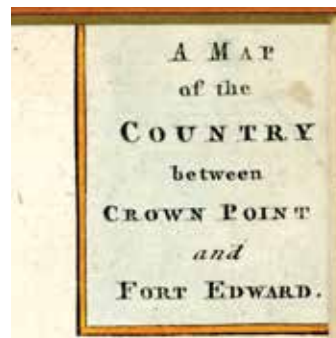 A MAP
of the
COUNTRY
between
CROWN POINT
and
FORT EDWARD.